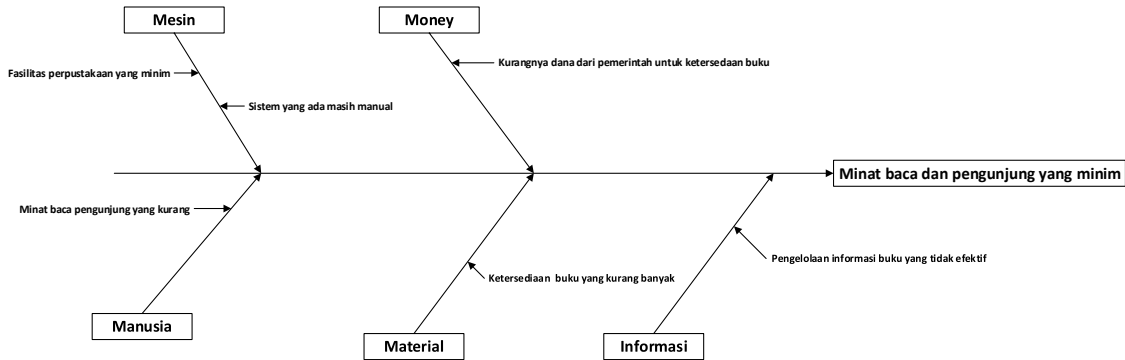 Mesin
Money
Kurangnya dana dari pemerintah untuk ketersedaan buku
Fasilitas perpustakaan yang minim
Sistem yang ada masih manual
Minat baca dan pengunjung yang minim
Minat baca pengunjung yang kurang
Pengelolaan informasi buku yang tidak efektif
Ketersediaan buku yang kurang banyak
Manusia
Material
Informasi